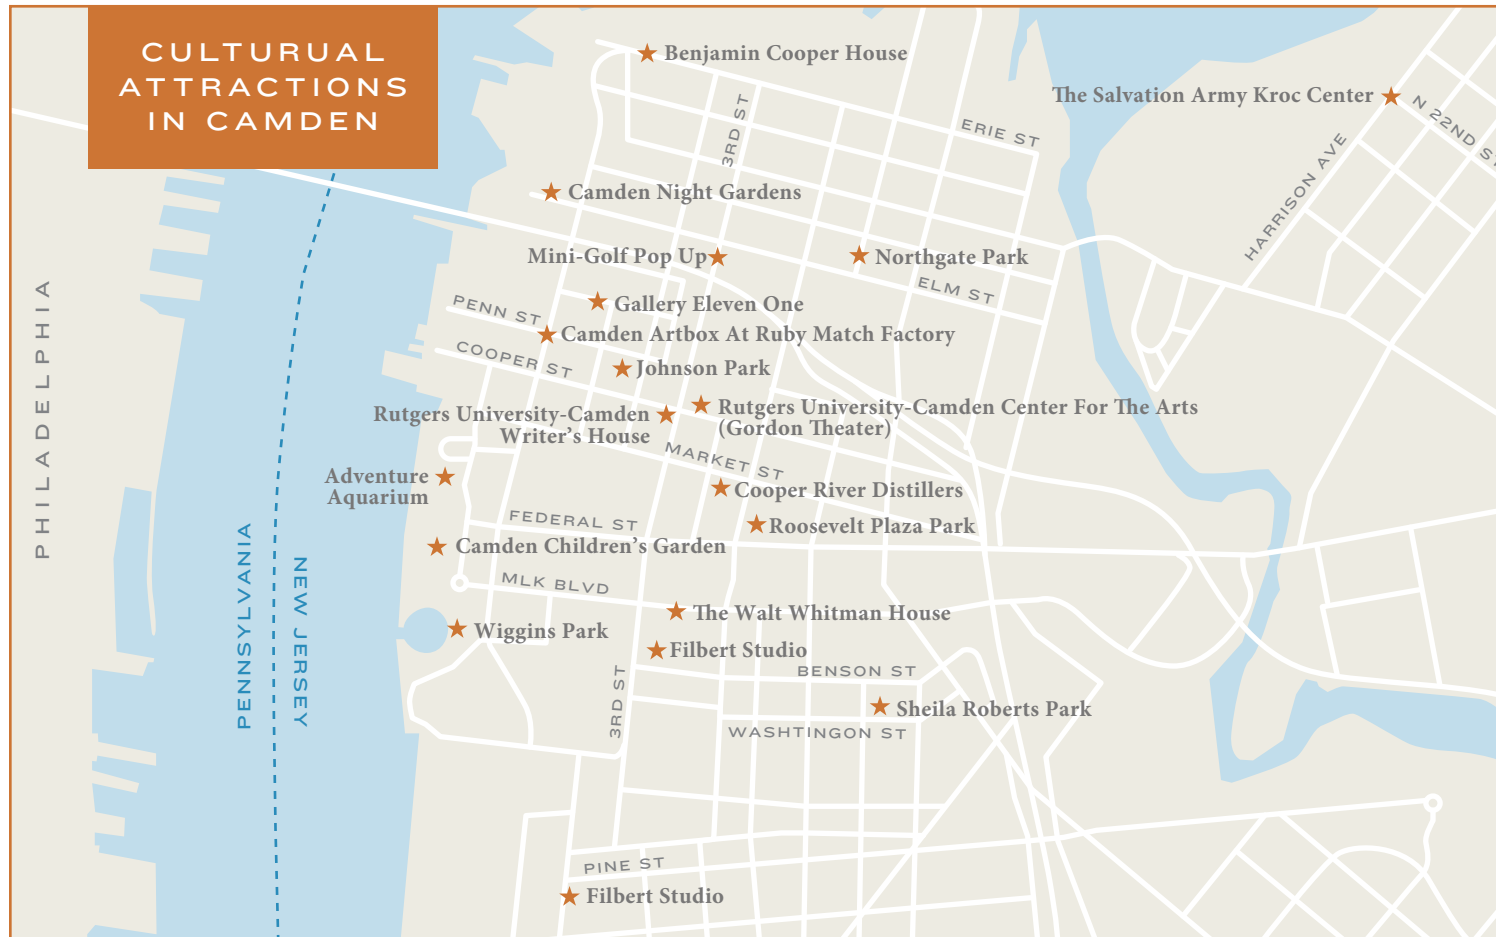 CULTURUAL
ATTRACTIONS
IN CAMDEN
Benjamin Cooper House
The Salvation Army Kroc Center
N 22ND ST
3RD ST
ERIE ST
HARRISON AVE
Camden Night Gardens
Mini-Golf Pop Up
Northgate Park
ELM ST
PENN ST
Gallery Eleven One
Camden Artbox At Ruby Match Factory
COOPER ST
Johnson Park
PHILADELPHIA
Rutgers University-Camden
Writer's House
Rutgers University-Camden Center For The Arts
(Gordon Theater)
MARKET ST
Adventure
Aquarium
Cooper River Distillers
FEDERAL ST
Roosevelt Plaza Park
Camden Children's Garden
PENNSYLVANIA
NEW JERSEY
MLK BLVD
The Walt Whitman House
Wiggins Park
Filbert Studio
BENSON ST
3RD ST
Sheila Roberts Park
WASHTINGON ST
PINE ST
Filbert Studio